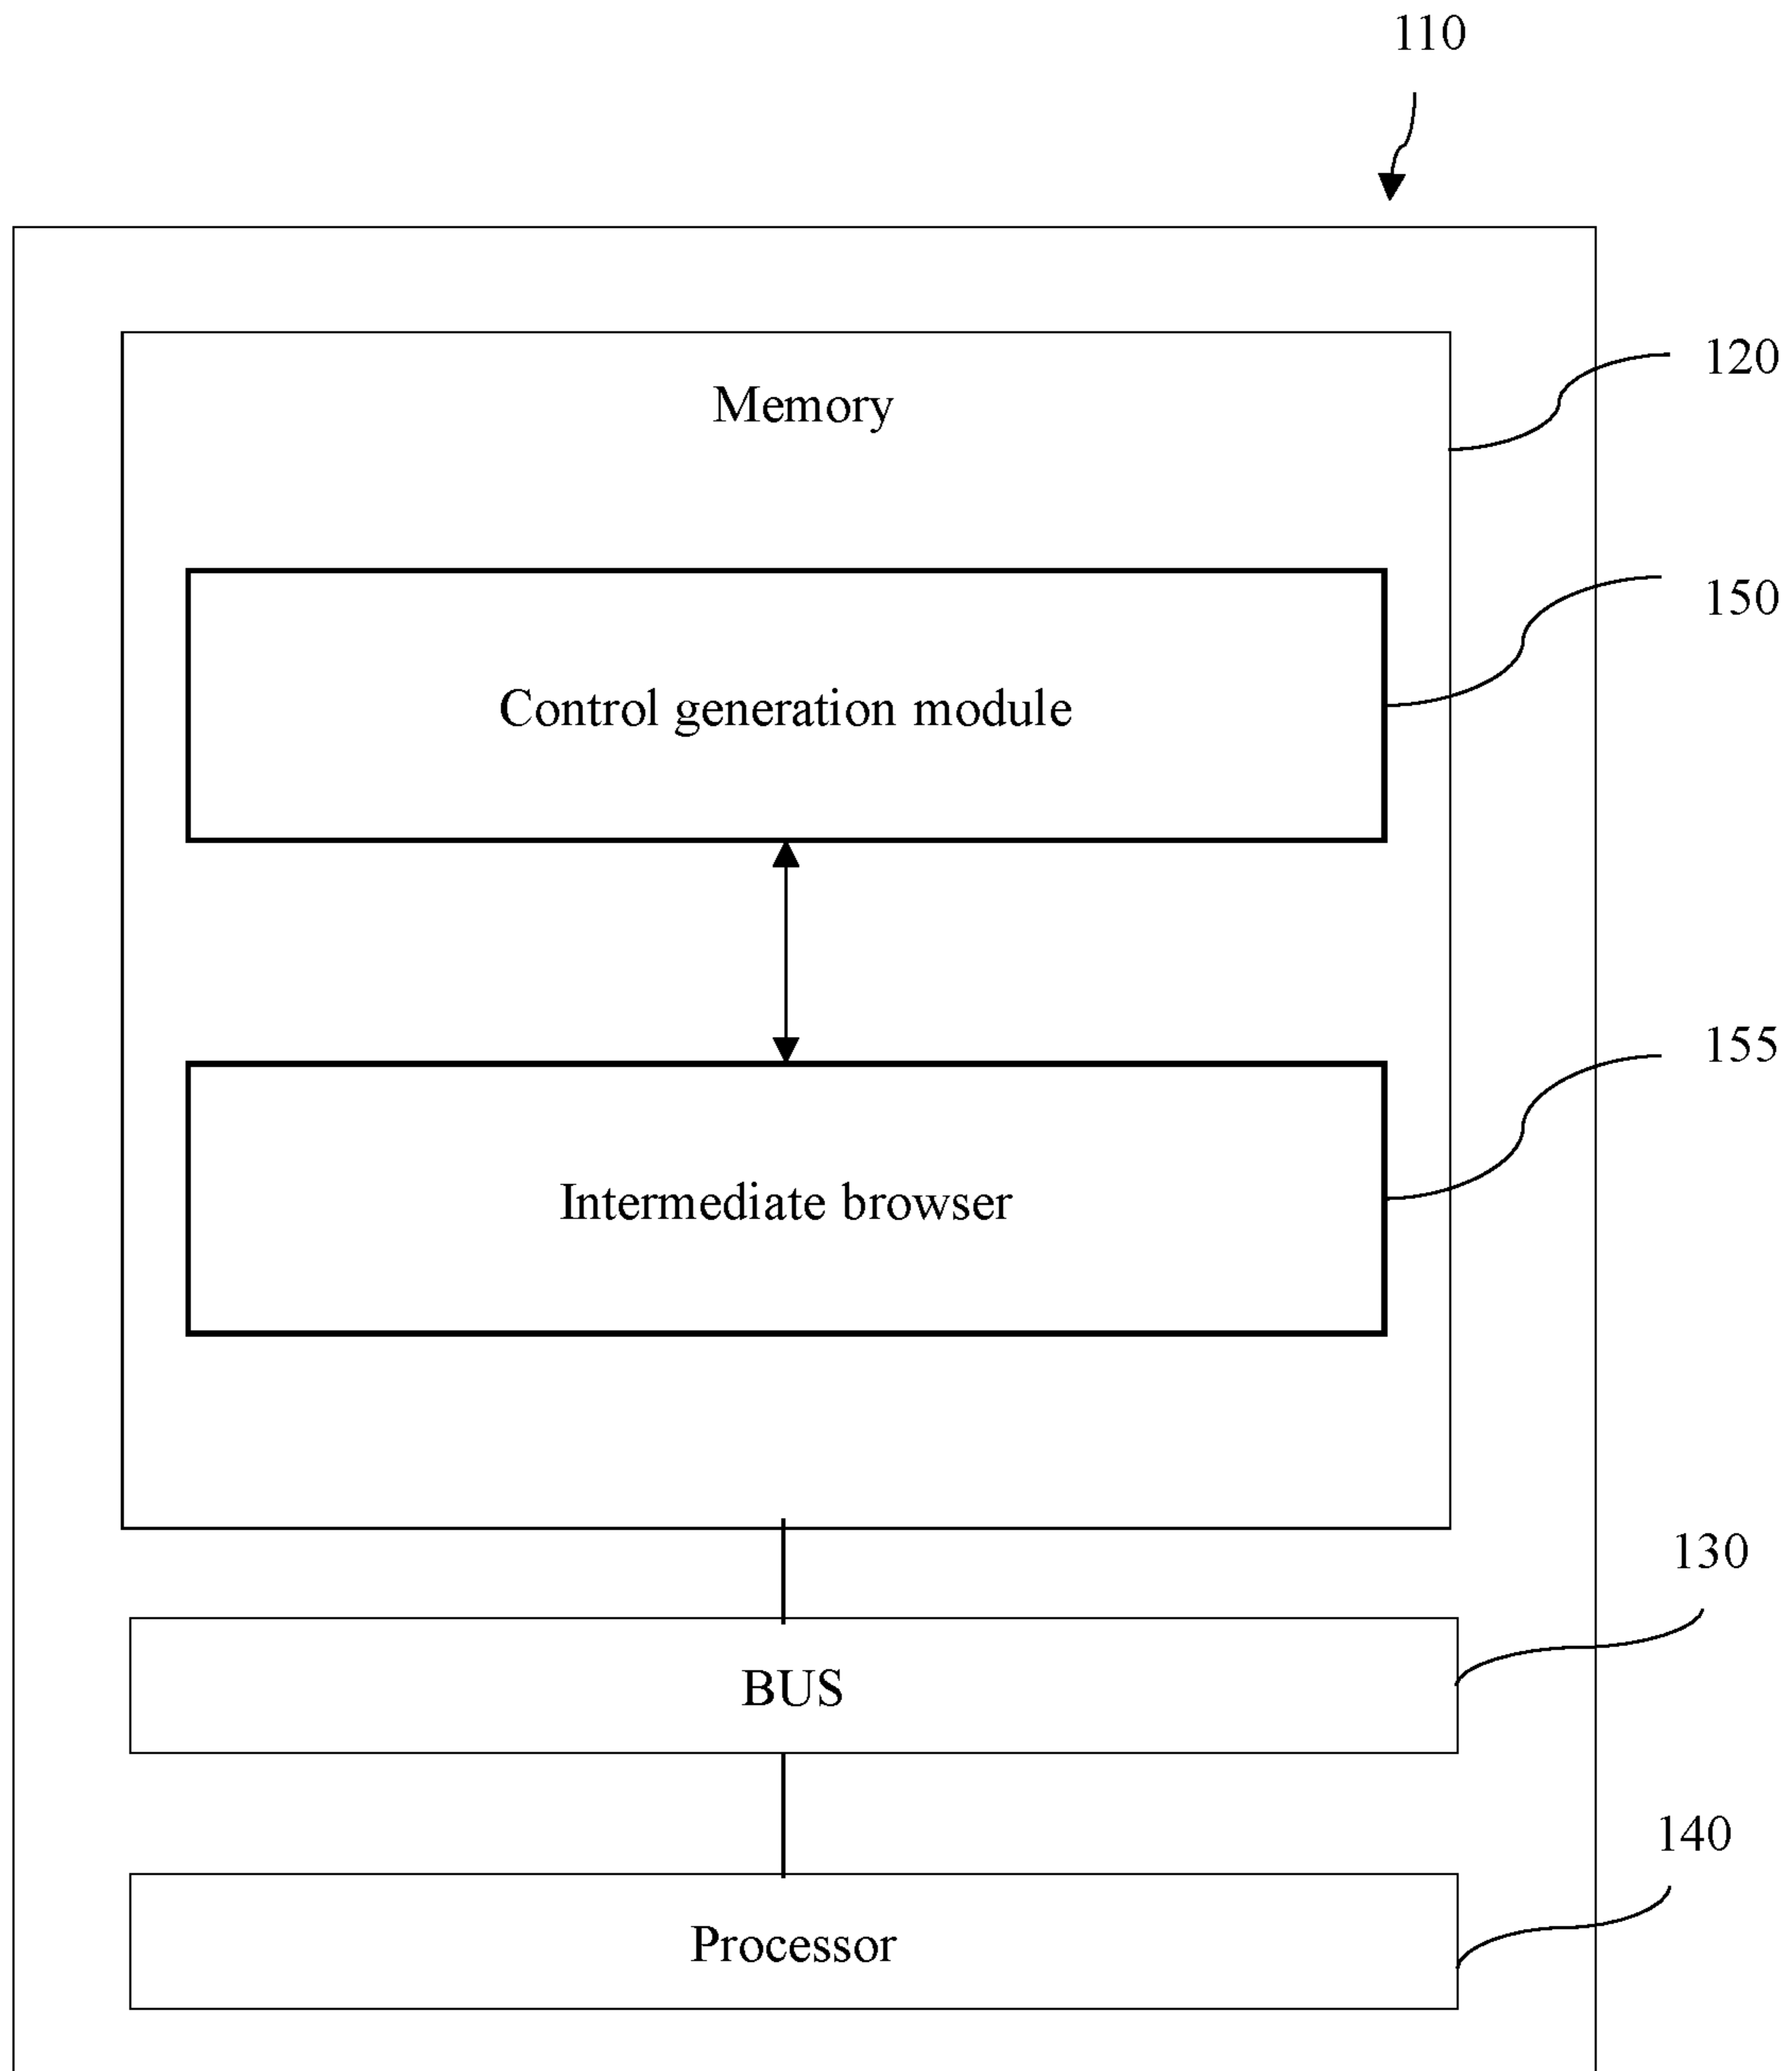 110
Memory
120
Control generation module
150
Intermediate browser
155
BUS
130
Processor
140